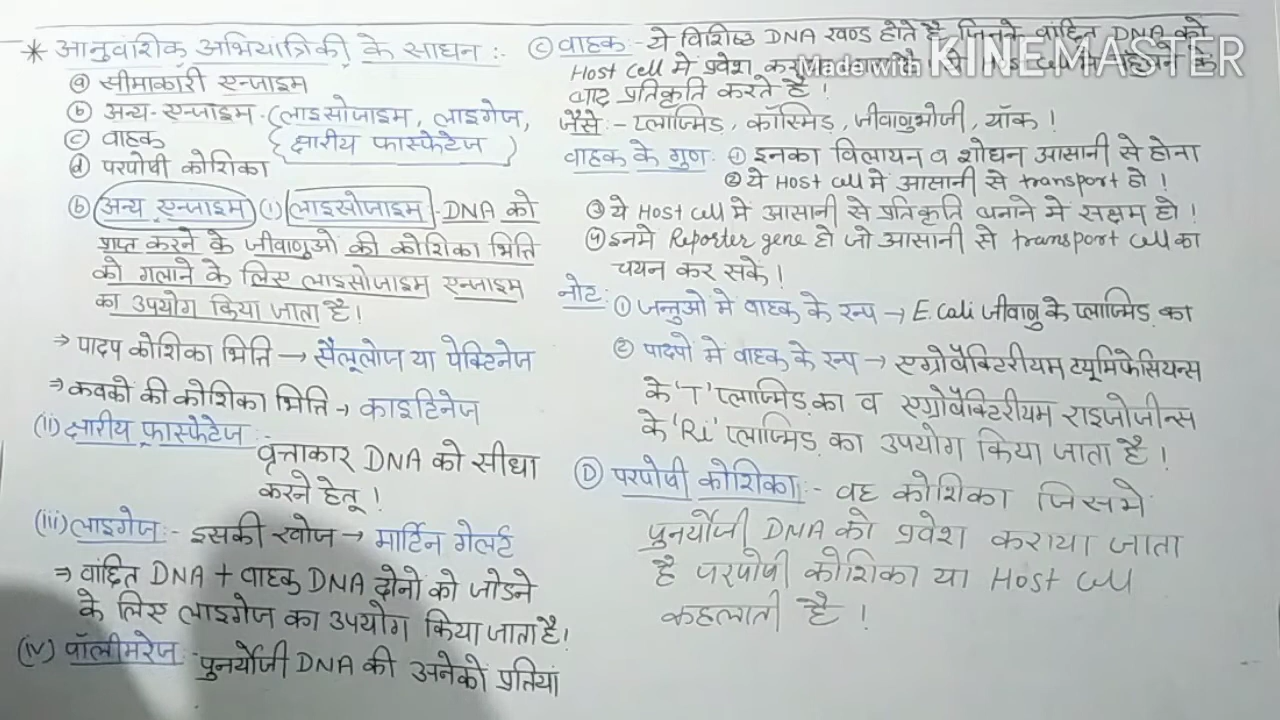 * आनुवांशिक अभियांत्रिकी के साधन :-
(a) सीमाकारी एन्जाइम
(b) अन्य-एन्जाइम-(लाइसोजाइम, लाइगेज,
(c) वाहक (क्षारीय फास्फेटेज)
(d) परपोषी कोशिका
(b) अन्य एन्जाइम (i) लाइसोजाइम - DNA को
प्राप्त करने के जीवाणुओं की कोशिका भिति
को गलाने के लिए लाइसोजाइम एन्जाइम
का उपयोग किया जाता है।
⇒ पादप कोशिका भिति → सैलूलोज या पेक्टिनेज
⇒ कवको की कोशिका भिति → काइटिनेज
(ii) क्षारीय फ्रास्फेटेज :-
वृत्ताकार DNA को सीधा
करने हेतू !
(iii) लाइगेज :- इसकी खोज → मार्टिन गेलर्ट
⇒ वांछित DNA + वाहक DNA दोनो को जोडने
के लिए लाइगेज का उपयोग किया जाता है!
(iv) पॉलीमरेज :- पुनर्योजी DNA की अनेको प्रतियां
(c) वाहक :- ये विशिष्ट DNA खण्ड होते है जिनके वांछित DNA को
Host Cell मे प्रवेश
Made with KINEMASTER
बाद प्रतिकृति करते है !
जैसे :- प्लाज्मिड, कॉस्मिड, जीवाणुभोजी, यॉक !
वाहक के गुण :- (1) इनका विलायन व शोधन आसानी से होना
(2) ये Host cell मे आसानी से transport हो !
(3) ये Host cell मे आसानी से प्रतिकृति बनाने मे सक्षम हो !
(4) इनमे Reporter gene हो जो आसानी से transport cell का
चयन कर सके !
नोट :- (1) जन्तुओ मे वाहक के रुप → E.cali जीवाणु के प्लाज्मिड का
(2) पादपो मे वाहक के रुप → एग्रोबैक्टिरीयम ट्यूमिफेसियन्स
के 'T' प्लाज्मिड का व एग्रोबैक्टिरीयम राइजोजीन्स
के 'Ri' प्लाज्मिड का उपयोग किया जाता है !
(D) परपोषी कोशिका :- वह कोशिका जिसमे
पुनर्योजी DNA को प्रवेश कराया जाता
है परपोषी कोशिका या Host cell
कहलाती है !